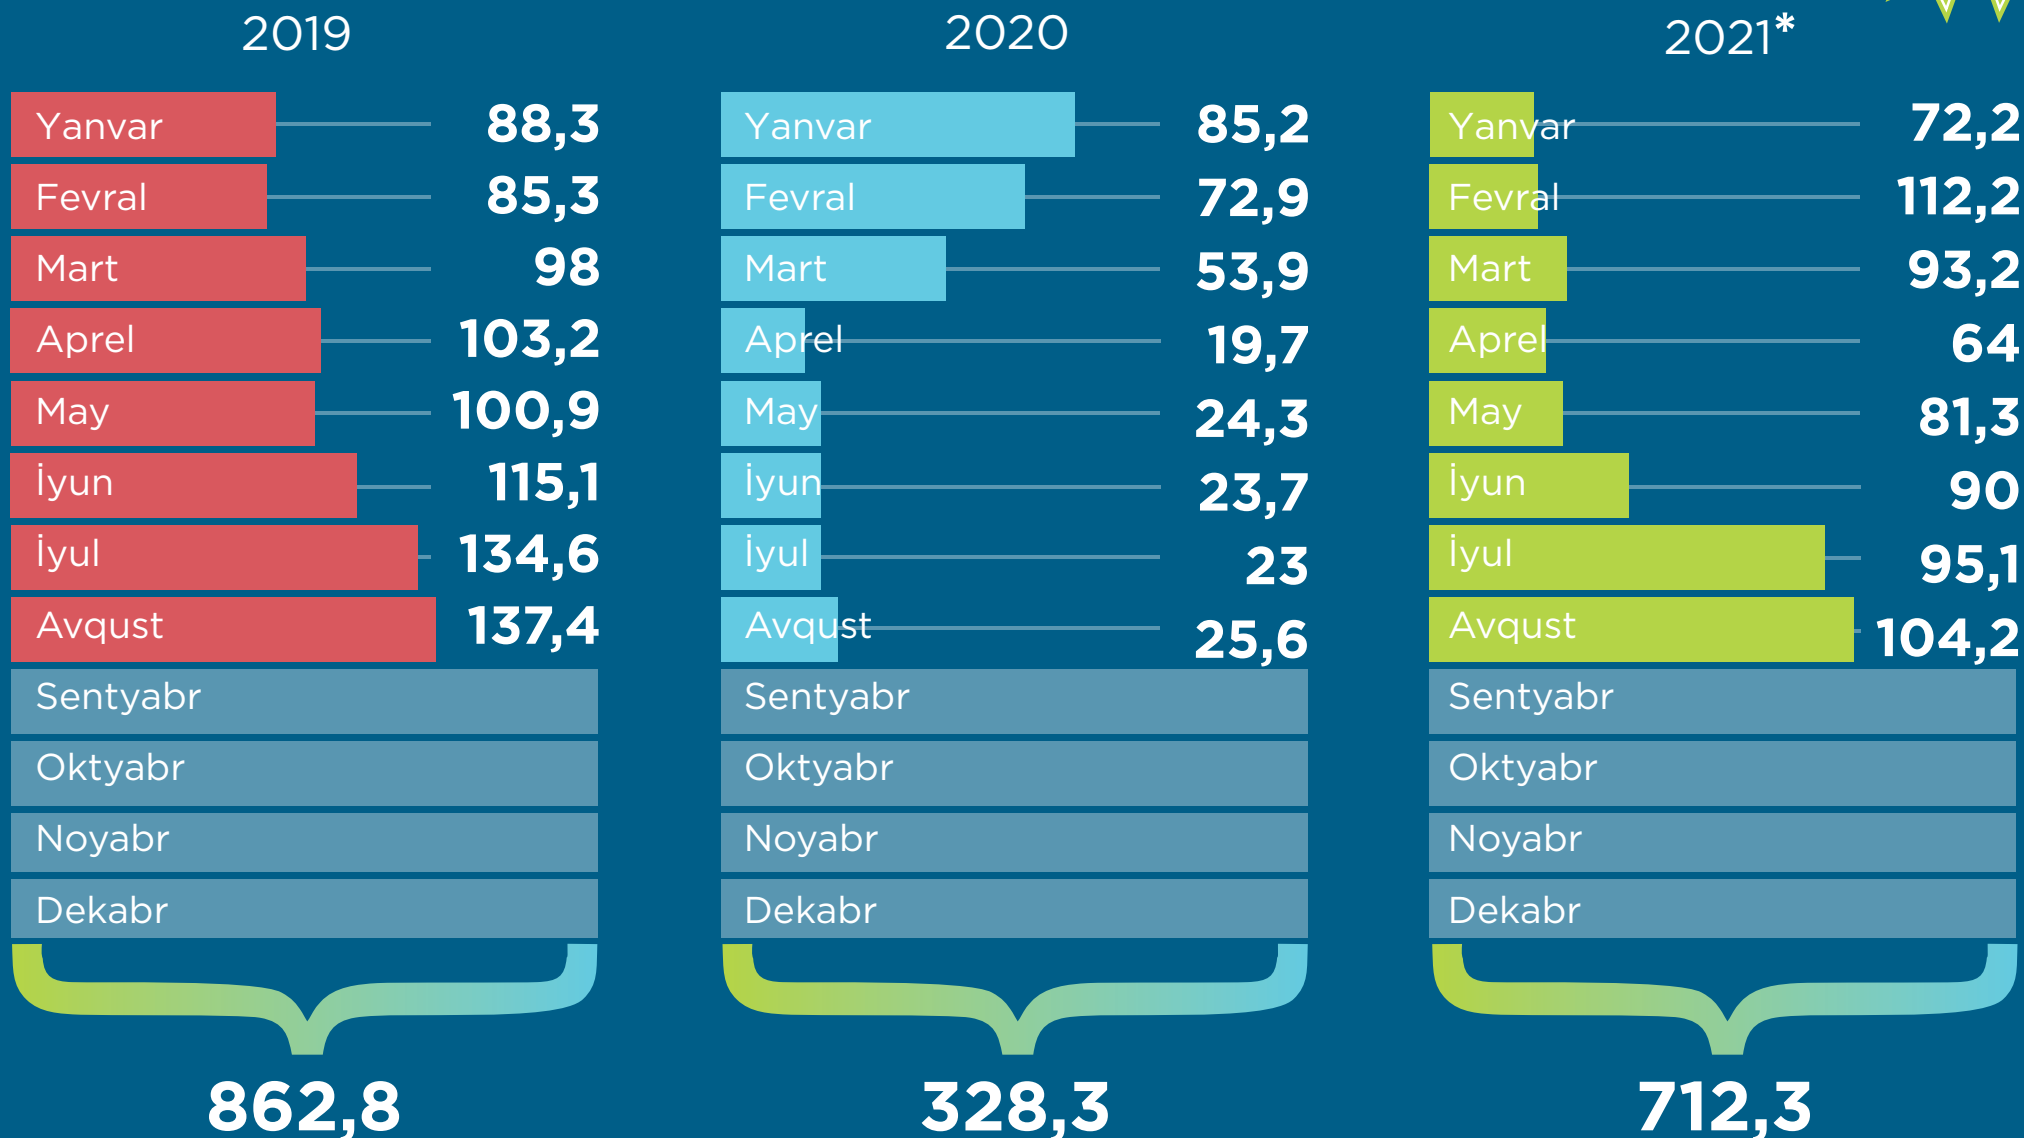 2019
Yanvar 88,3
Fevral 85,3
Mart 98
Aprel 103,2
May 100,9
İyun 115,1
İyul 134,6
Avqust 137,4
Sentyabr
Oktyabr
Noyabr
Dekabr
862,8
2020
Yanvar 85,2
Fevral 72,9
Mart 53,9
Aprel 19,7
May 24,3
İyun 23,7
İyul 23
Avqust 25,6
Sentyabr
Oktyabr
Noyabr
Dekabr
328,3
2021*
Yanvar 72,2
Fevral 112,2
Mart 93,2
Aprel 64
May 81,3
İyun 90
İyul 95,1
Avqust 104,2
Sentyabr
Oktyabr
Noyabr
Dekabr
712,3